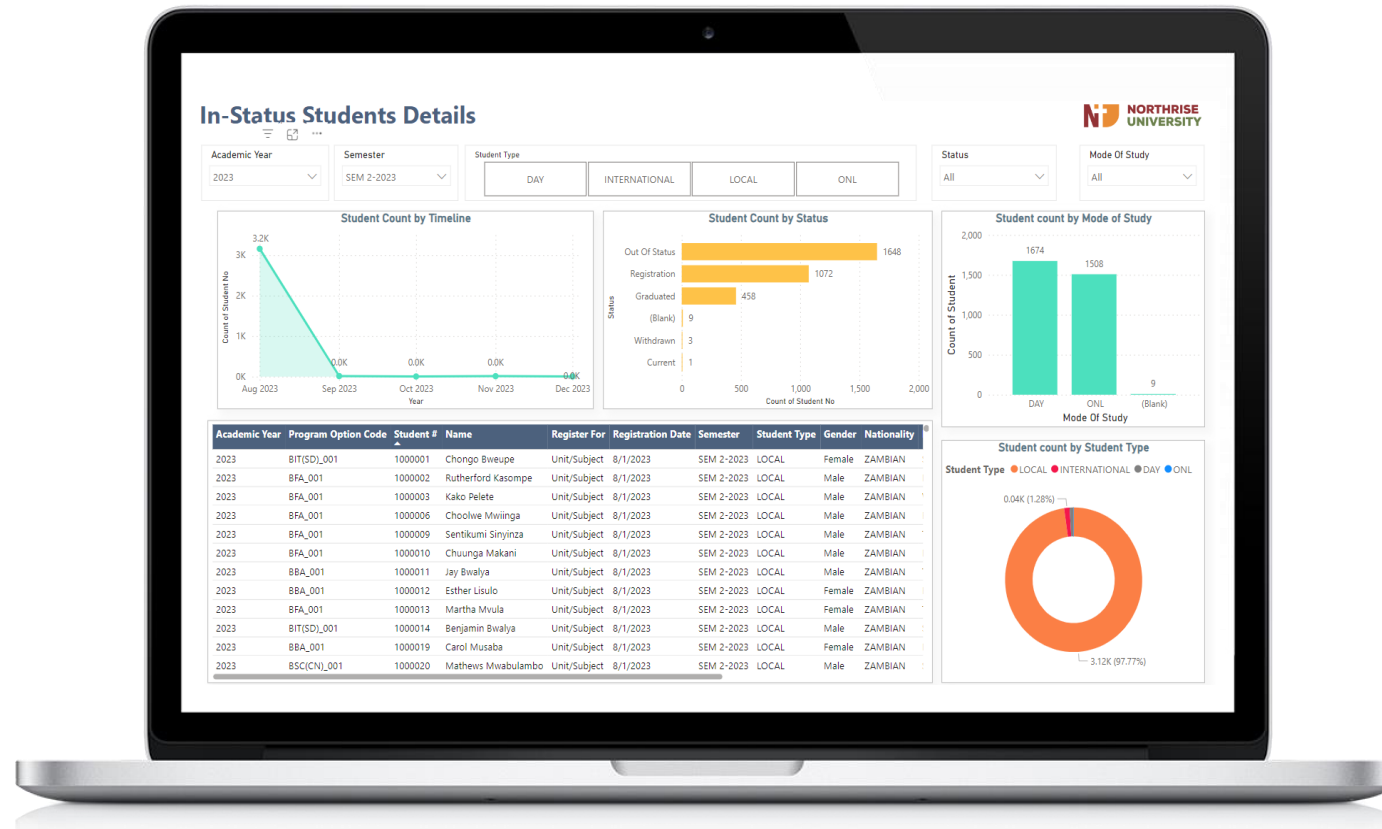 In-Status Students Details
NORTHRISE
UNIVERSITY
Academic Year
2023
Semester
SEM 2-2023
Student Type
DAY
INTERNATIONAL
LOCAL
ONL
Status
All
Mode Of Study
All
Student Count by Timeline
3.2K
3K
2K
1K
0K
0.0K
0.0K
0.0K
0.0K
Count of Student No
Aug 2023
Sep 2023
Oct 2023
Nov 2023
Dec 2023
Year
Student Count by Status
Status
Out Of Status 1648
Registration 1072
Graduated 458
(Blank) 9
Withdrawn 3
Current 1
0 500 1,000 1,500 2,000
Count of Student No
Student count by Mode of Study
Count of Student
2,000
1,500
1,000
500
0
1674
1508
9
DAY ONL (Blank)
Mode Of Study
Academic Year Program Option Code Student # Name Register For Registration Date Semester Student Type Gender Nationality
2023 BIT(SD)_001 1000001 Chongo Bweupe Unit/Subject 8/1/2023 SEM 2-2023 LOCAL Female ZAMBIAN
2023 BFA_001 1000002 Rutherford Kasompe Unit/Subject 8/1/2023 SEM 2-2023 LOCAL Male ZAMBIAN
2023 BFA_001 1000003 Kako Pelete Unit/Subject 8/1/2023 SEM 2-2023 LOCAL Male ZAMBIAN
2023 BFA_001 1000006 Choolwe Mwiinga Unit/Subject 8/1/2023 SEM 2-2023 LOCAL Male ZAMBIAN
2023 BFA_001 1000009 Sentikumi Sinyinza Unit/Subject 8/1/2023 SEM 2-2023 LOCAL Male ZAMBIAN
2023 BFA_001 1000010 Chuunga Makani Unit/Subject 8/1/2023 SEM 2-2023 LOCAL Male ZAMBIAN
2023 BBA_001 1000011 Jay Bwalya Unit/Subject 8/1/2023 SEM 2-2023 LOCAL Male ZAMBIAN
2023 BBA_001 1000012 Esther Lisulo Unit/Subject 8/1/2023 SEM 2-2023 LOCAL Female ZAMBIAN
2023 BFA_001 1000013 Martha Mvula Unit/Subject 8/1/2023 SEM 2-2023 LOCAL Female ZAMBIAN
2023 BIT(SD)_001 1000014 Benjamin Bwalya Unit/Subject 8/1/2023 SEM 2-2023 LOCAL Male ZAMBIAN
2023 BBA_001 1000019 Carol Musaba Unit/Subject 8/1/2023 SEM 2-2023 LOCAL Female ZAMBIAN
2023 BSC(CN)_001 1000020 Mathews Mwabulambo Unit/Subject 8/1/2023 SEM 2-2023 LOCAL Male ZAMBIAN
Student count by Student Type
Student Type LOCAL INTERNATIONAL DAY ONL
0.04K (1.28%)
3.12K (97.77%)